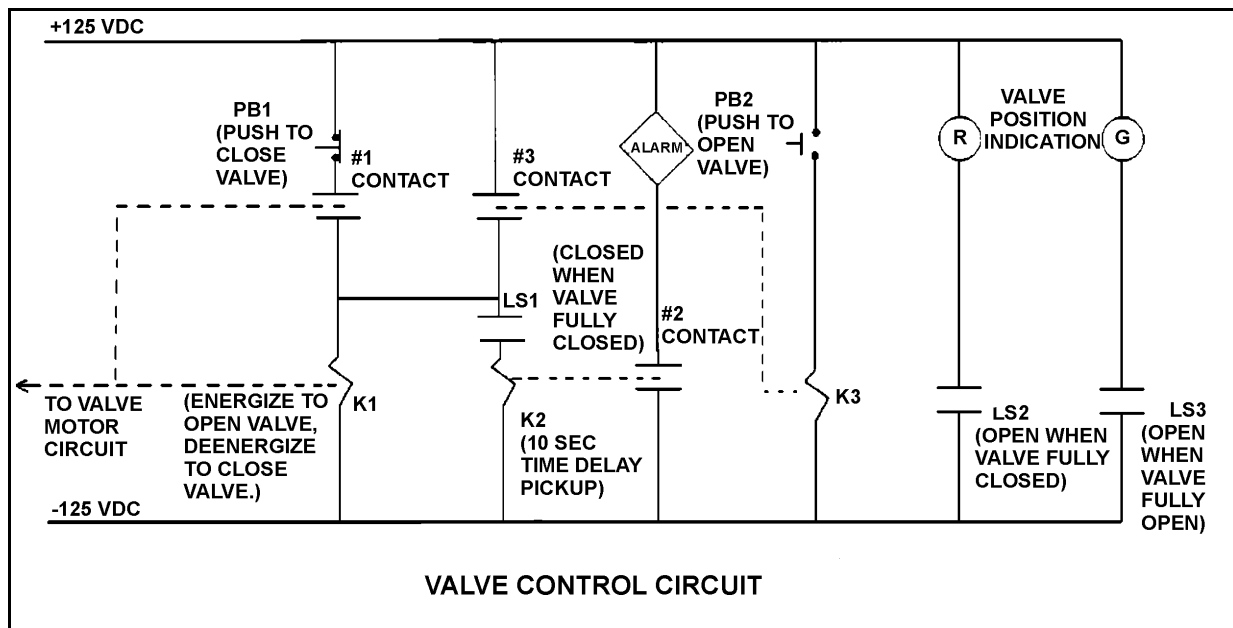 +125 VDC
PB1
(PUSH TO
CLOSE
VALVE)
#1
CONTACT
#3
CONTACT
ALARM
PB2
(PUSH TO
OPEN
VALVE)
R
VALVE
POSITION
INDICATION
G
LS1
(CLOSED
WHEN
VALVE
FULLY
CLOSED)
#2
CONTACT
TO VALVE
MOTOR
CIRCUIT
(ENERGIZE TO
OPEN VALVE,
DEENERGIZE
TO CLOSE
VALVE.)
K1
K2
(10 SEC
TIME DELAY
PICKUP)
K3
LS2
(OPEN WHEN
VALVE FULLY
CLOSED)
LS3
(OPEN
WHEN
VALVE
FULLY
OPEN)
-125 VDC
VALVE CONTROL CIRCUIT